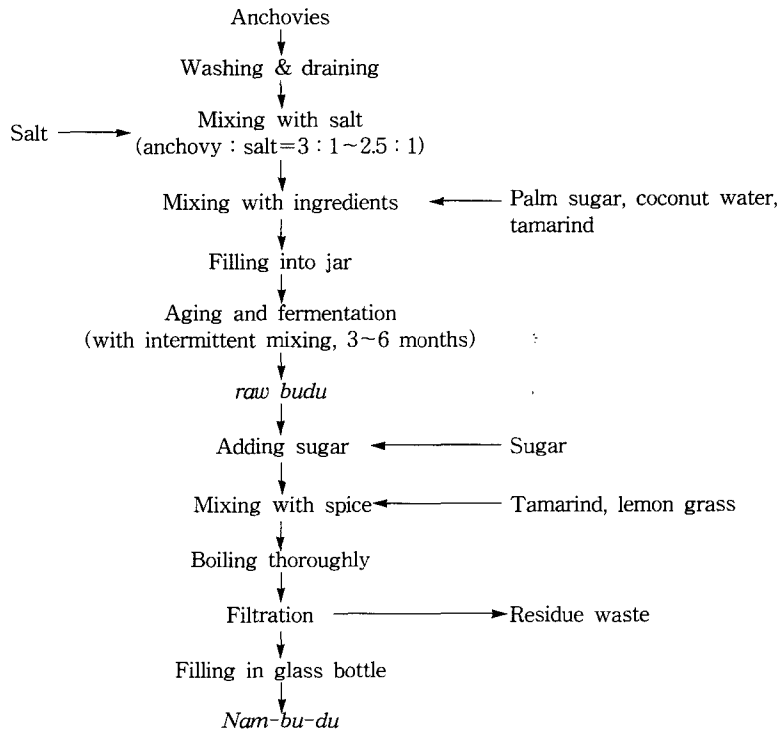 Anchovies
Washing & draining
Salt
Mixing with salt
(anchovy : salt=3 : 1~2.5 : 1)
Mixing with ingredients
Palm sugar, coconut water,
tamarind
Filling into jar
Aging and fermentation
(with intermittent mixing, 3~6 months)
raw budu
Adding sugar
Sugar
Mixing with spice
Tamarind, lemon grass
Boiling thoroughly
Filtration
Residue waste
Filling in glass bottle
Nam-bu-du